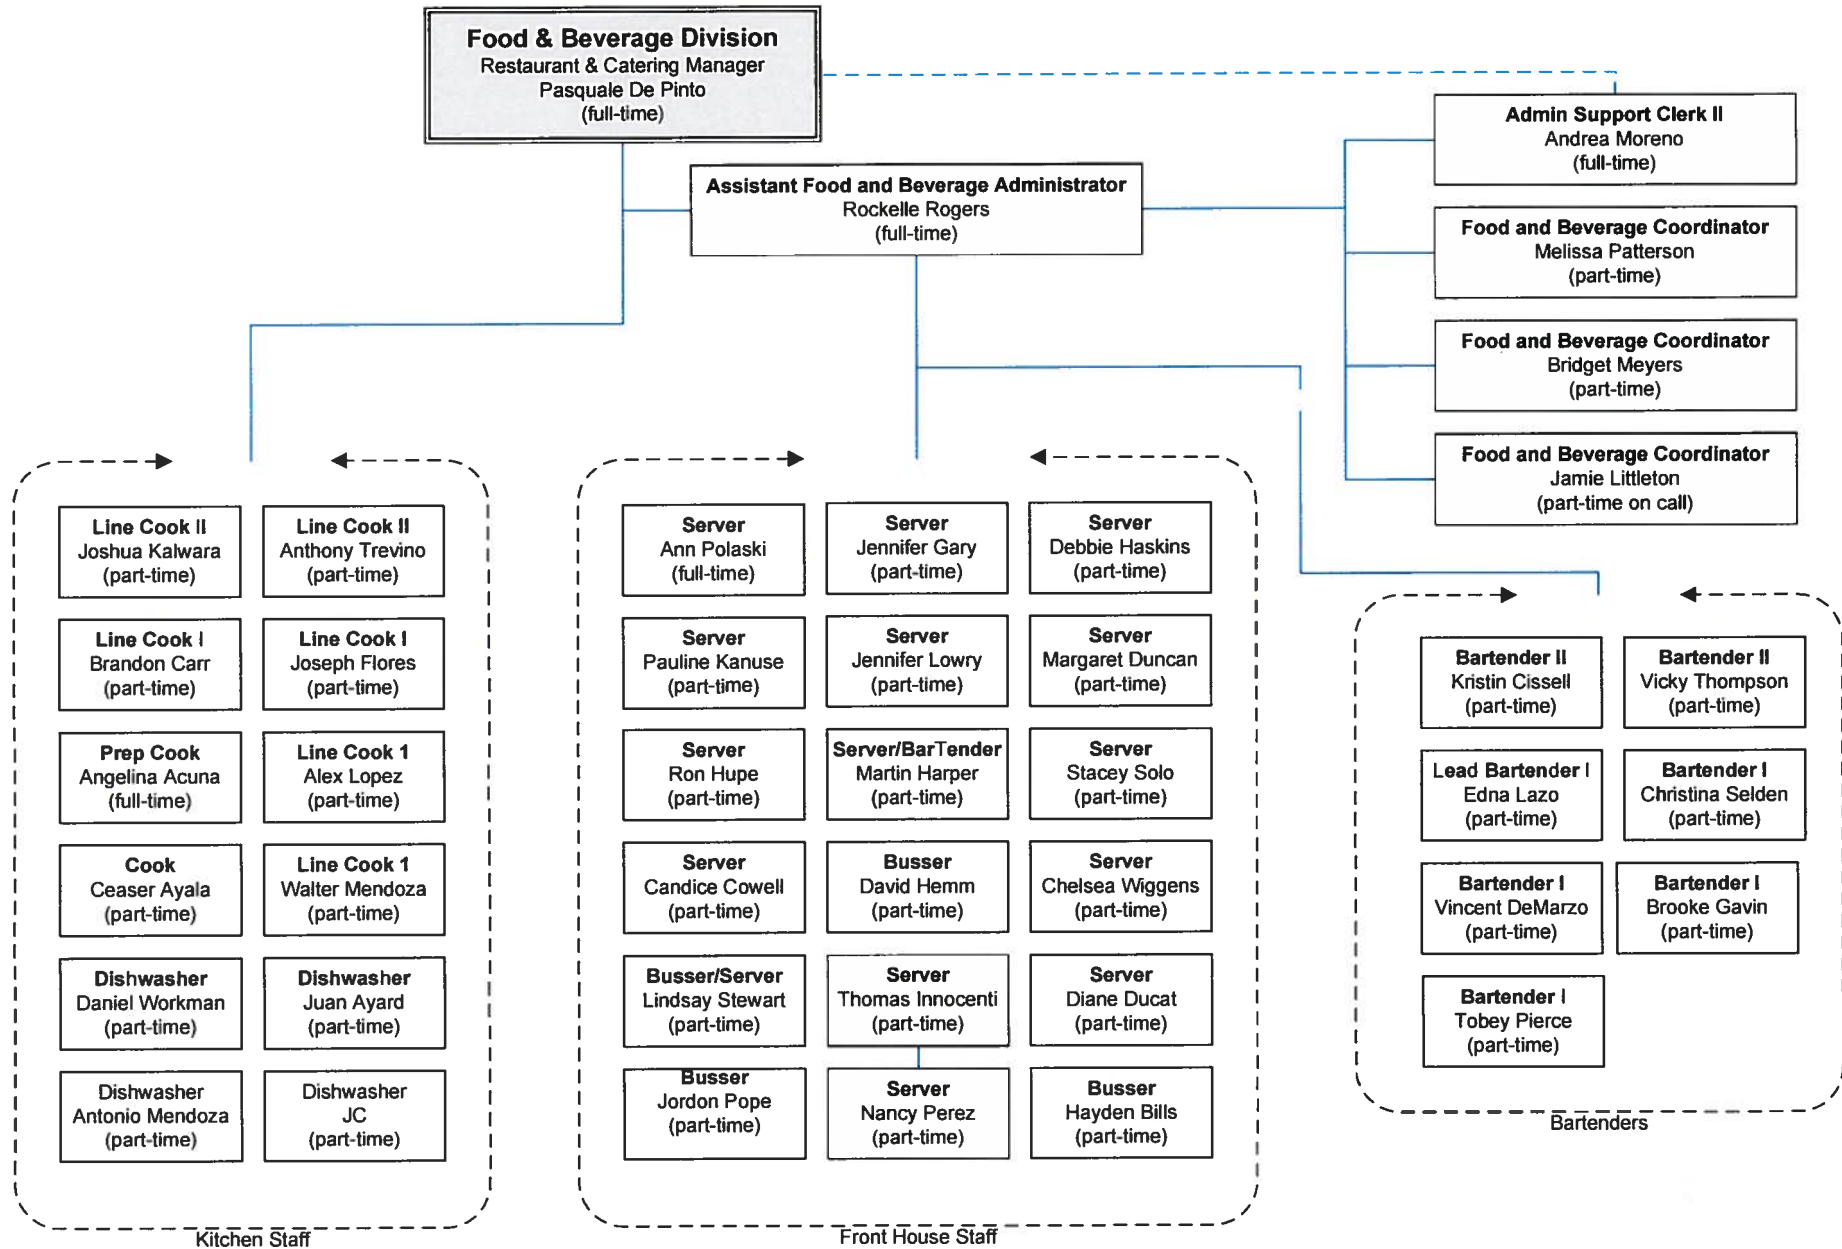 Food & Beverage Division
Restaurant & Catering Manager
Pasquale De Pinto
(full-time)
Assistant Food and Beverage Administrator
Rockelle Rogers
(full-time)
Admin Support Clerk II
Andrea Moreno
(full-time)
Food and Beverage Coordinator
Melissa Patterson
(part-time)
Food and Beverage Coordinator
Bridget Meyers
(part-time)
Food and Beverage Coordinator
Jamie Littleton
(part-time on call)
Line Cook II
Joshua Kalwara
(part-time)
Line Cook II
Anthony Trevino
(part-time)
Line Cook I
Brandon Carr
(part-time)
Line Cook I
Joseph Flores
(part-time)
Prep Cook
Angelina Acuna
(full-time)
Line Cook 1
Alex Lopez
(part-time)
Cook
Ceaser Ayala
(part-time)
Line Cook 1
Walter Mendoza
(part-time)
Dishwasher
Daniel Workman
(part-time)
Dishwasher
Juan Ayard
(part-time)
Dishwasher
Antonio Mendoza
(part-time)
Dishwasher
JC
(part-time)
Kitchen Staff
Server
Ann Polaski
(full-time)
Server
Jennifer Gary
(part-time)
Server
Debbie Haskins
(part-time)
Server
Pauline Kanuse
(part-time)
Server
Jennifer Lowry
(part-time)
Server
Margaret Duncan
(part-time)
Server
Ron Hupe
(part-time)
Server/BarTender
Martin Harper
(part-time)
Server
Stacey Solo
(part-time)
Server
Candice Cowell
(part-time)
Busser
David Hemm
(part-time)
Server
Chelsea Wiggens
(part-time)
Busser/Server
Lindsay Stewart
(part-time)
Server
Thomas Innocenti
(part-time)
Server
Diane Ducat
(part-time)
Busser
Jordon Pope
(part-time)
Server
Nancy Perez
(part-time)
Busser
Hayden Bills
(part-time)
Front House Staff
Bartender II
Kristin Cissell
(part-time)
Bartender II
Vicky Thompson
(part-time)
Lead Bartender I
Edna Lazo
(part-time)
Bartender I
Christina Selden
(part-time)
Bartender I
Vincent DeMarzo
(part-time)
Bartender I
Brooke Gavin
(part-time)
Bartender I
Tobey Pierce
(part-time)
Bartenders